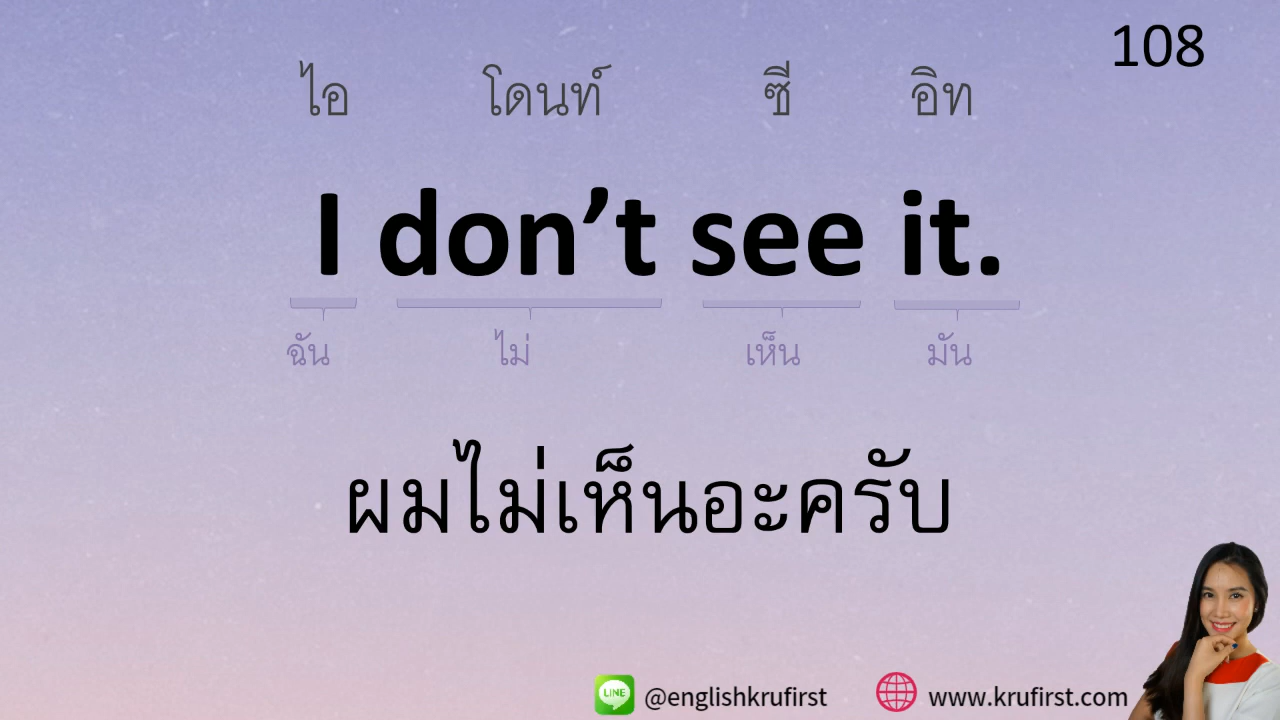 108
ไอ โดนท์ ซี อิท
I don’t see it.
ฉัน ไม่ เห็น มัน
ผมไม่เห็นอะครับ
LINE @englishkrufirst www.krufirst.com